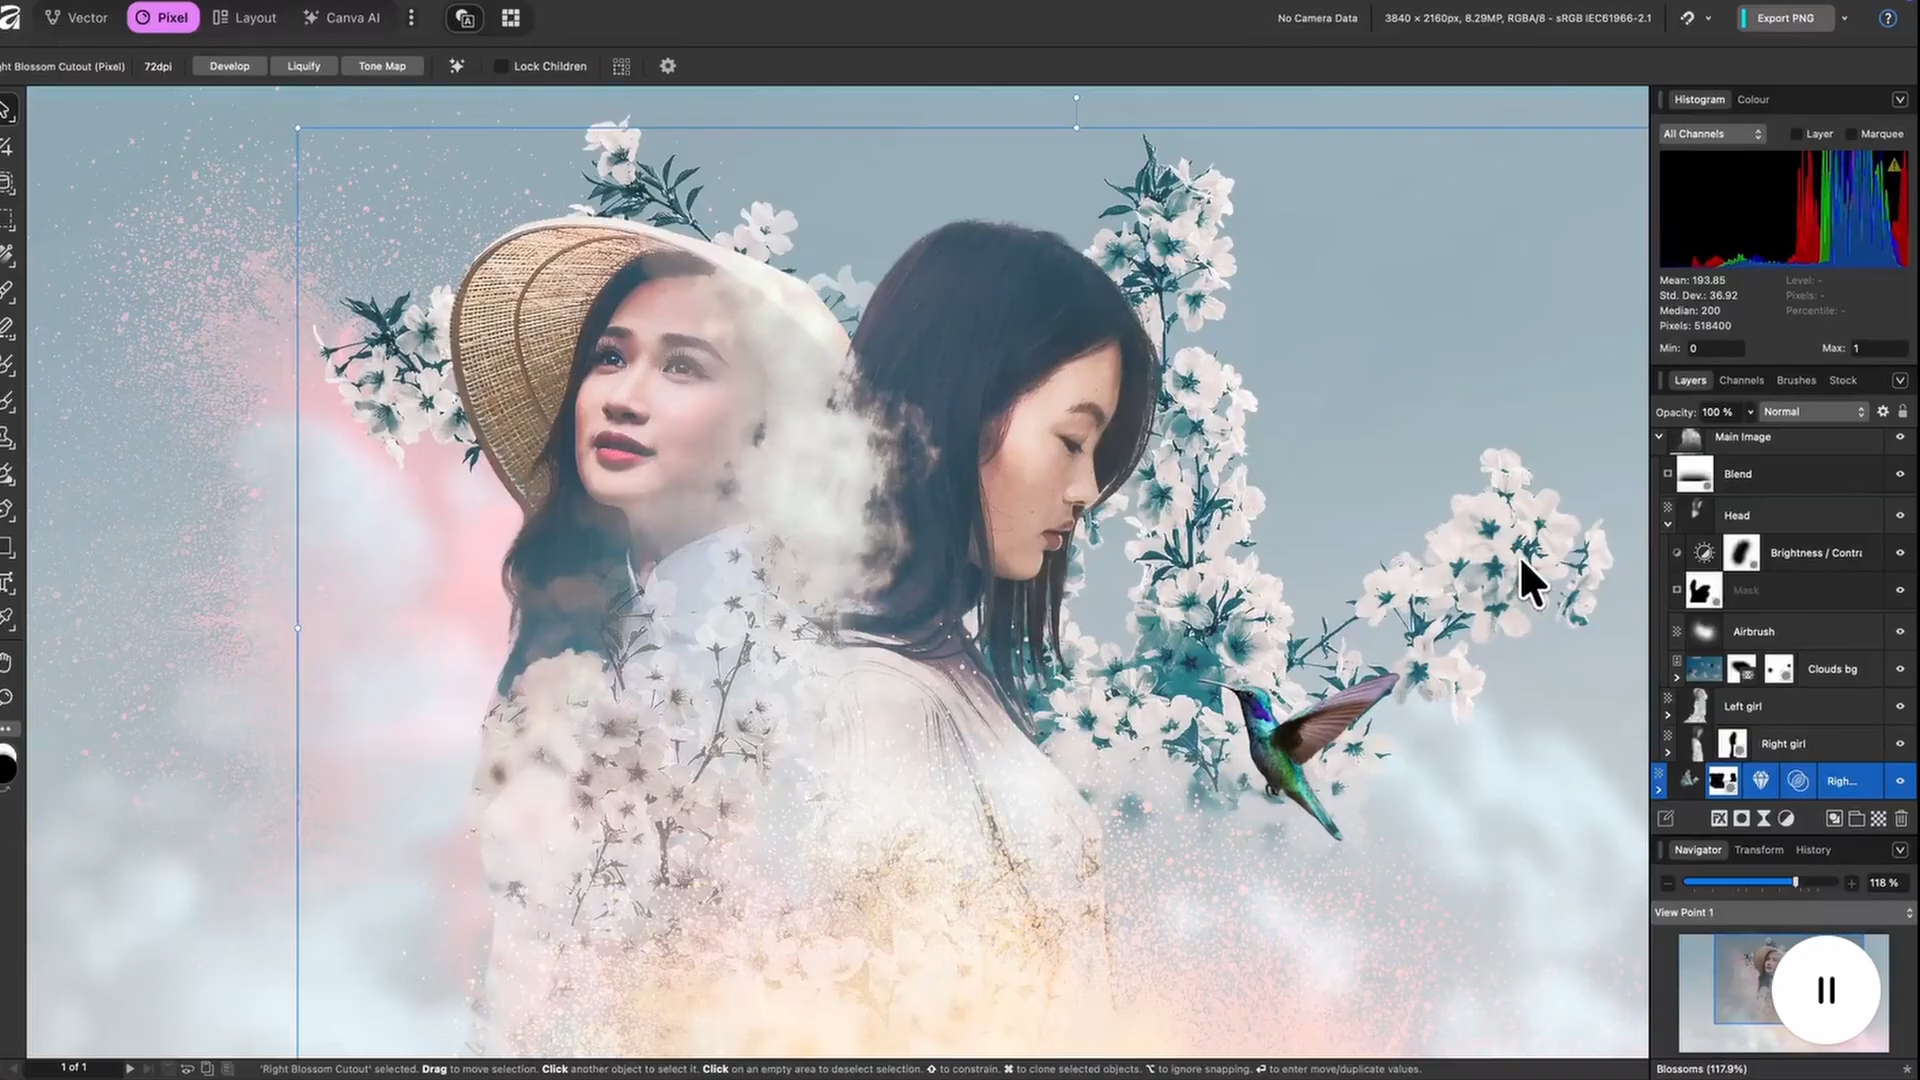 Vector
Pixel
Layout
Canva AI
No Camera Data
3840 × 2160px, 8.29MP, RGBA/8 - sRGB IEC61966-2.1
Export PNG
?
ht Blossom Cutout (Pixel)
72dpi
Develop
Liquify
Tone Map
Lock Children
Histogram
Colour
All Channels
Layer
Marquee
Mean: 193.85
Level: -
Std. Dev.: 36.92
Pixels: -
Median: 200
Percentile: -
Pixels: 518400
Min: 0
Max: 1
Layers
Channels
Brushes
Stock
Opacity: 100 %
Normal
Main Image
Blend
Head
Brightness / Contra
Mask
Airbrush
Clouds bg
Left girl
Right girl
Righ...
FX
Navigator
Transform
History
118 %
View Point 1
1 of 1
'Right Blossom Cutout' selected. Drag to move selection. Click another object to select it. Click on an empty area to deselect selection. ⇧ to constrain. ⌘ to clone selected objects. ⌥ to ignore snapping. ⏎ to enter move/duplicate values.
Blossoms (117.9%)